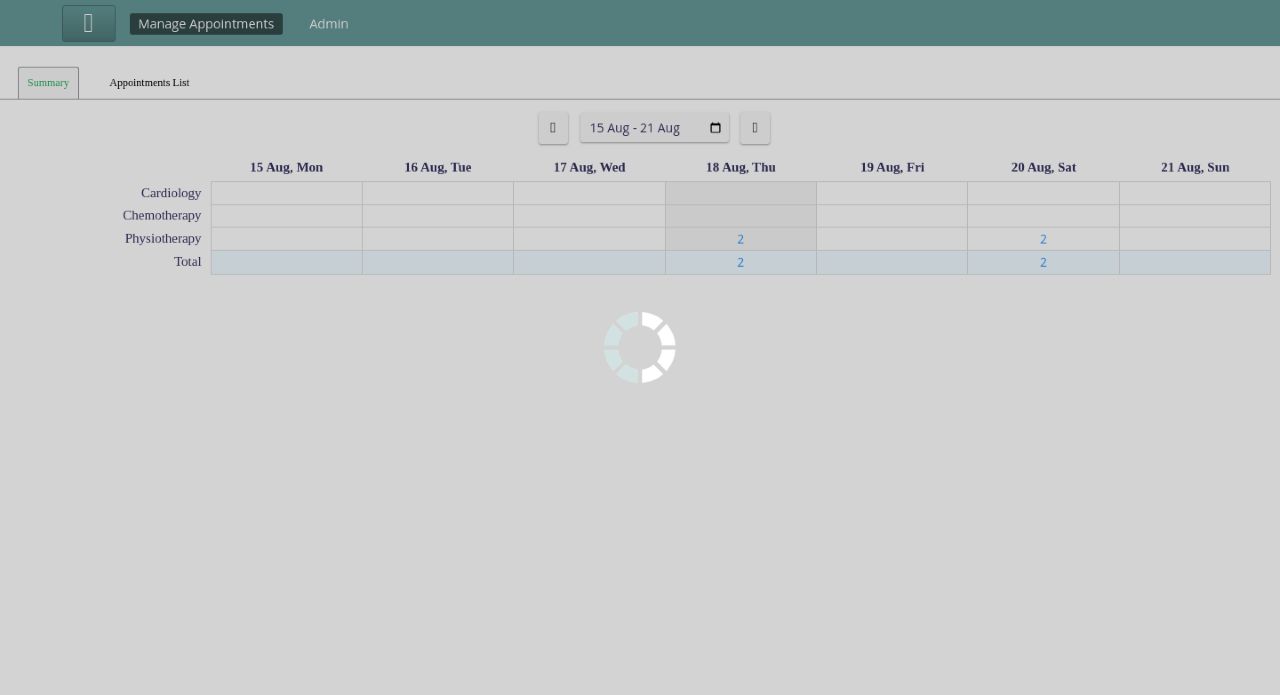 Manage Appointments Admin
Summary Appointments List
15 Aug - 21 Aug
15 Aug, Mon 16 Aug, Tue 17 Aug, Wed 18 Aug, Thu 19 Aug, Fri 20 Aug, Sat 21 Aug, Sun
Cardiology
Chemotherapy
Physiotherapy 2 2
Total 2 2